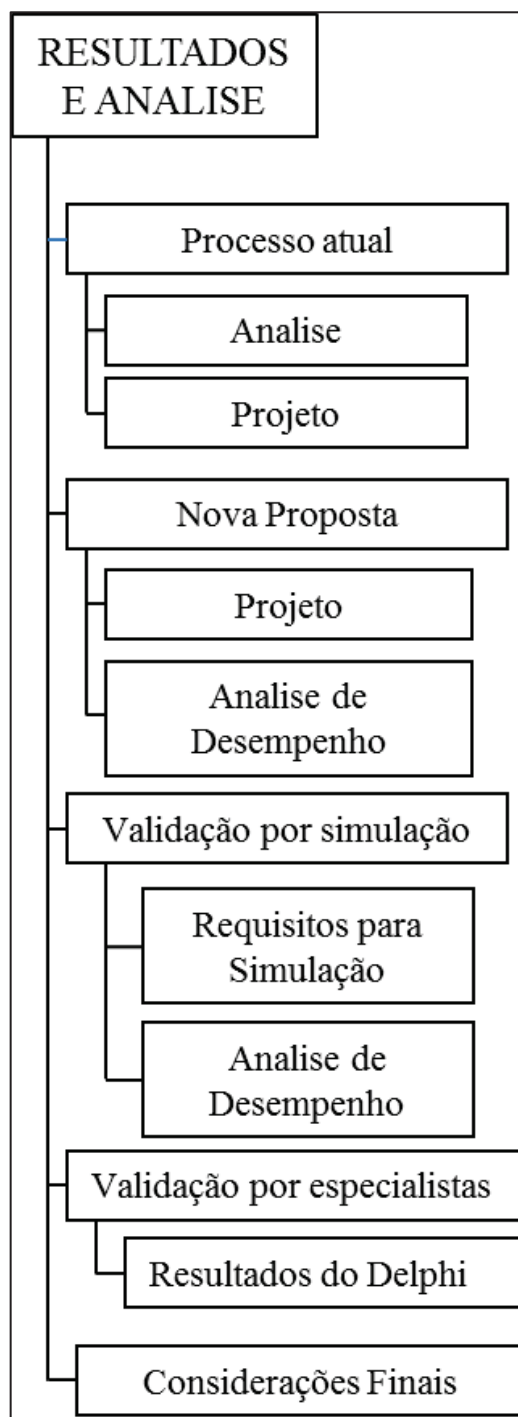 RESULTADOS
E ANALISE
Processo atual
Analise
Projeto
Nova Proposta
Projeto
Analise de
Desempenho
Validação por simulação
Requisitos para
Simulação
Analise de
Desempenho
Validação por especialistas
Resultados do Delphi
Considerações Finais